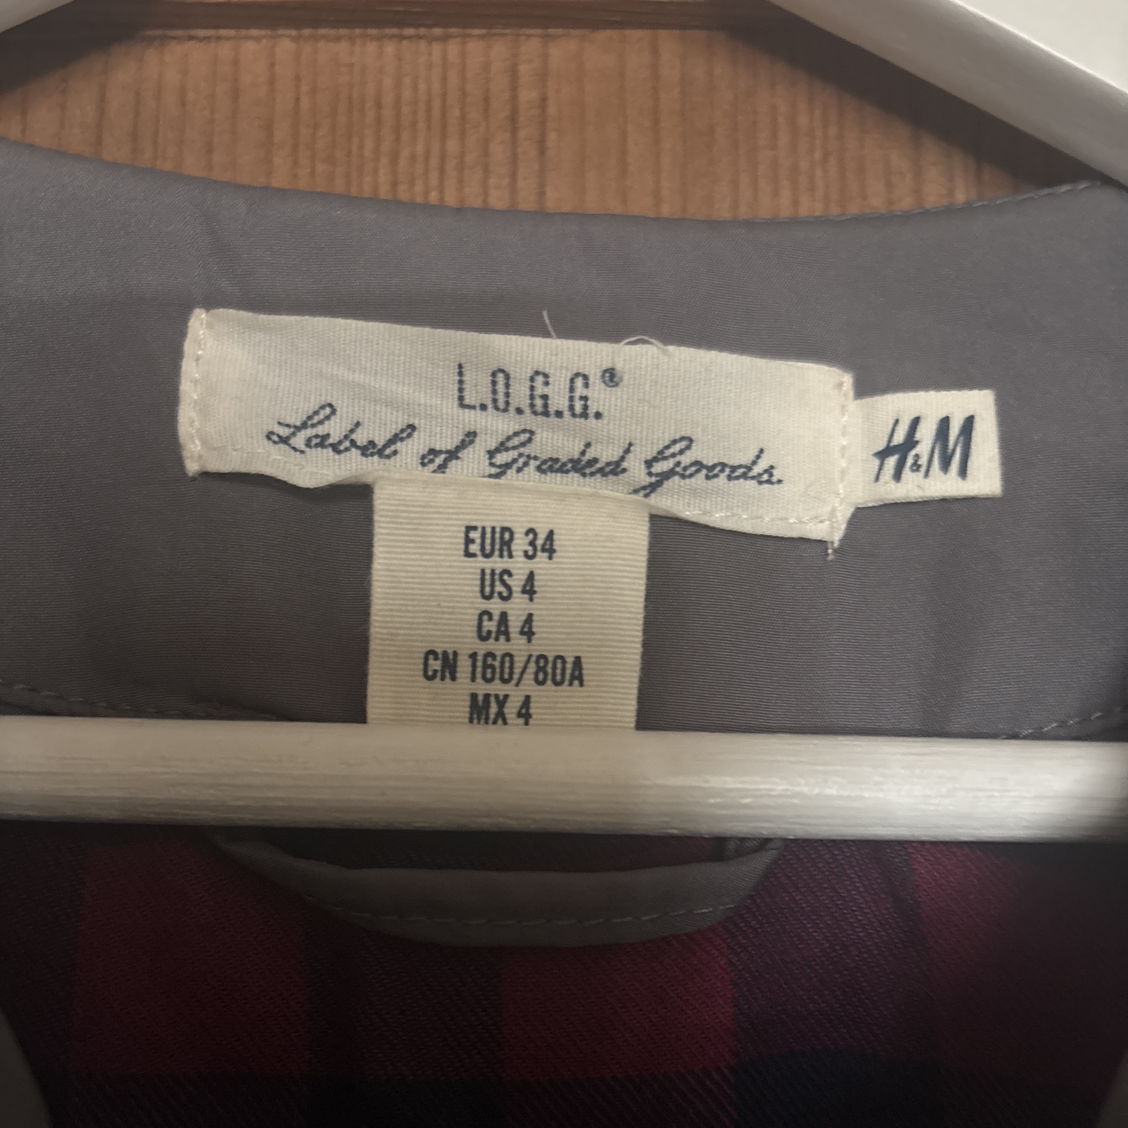 L.O.G.G.®
Label of Graded Goods.
H&M
EUR 34
US 4
CA 4
CN 160/80A
MX 4